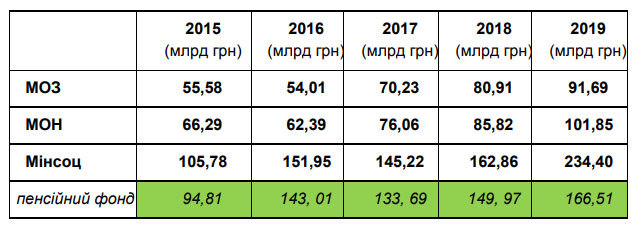 2015 2016 2017 2018 2019
(млрд грн) (млрд грн) (млрд грн) (млрд грн) (млрд грн)
МОЗ 55,58 54,01 70,23 80,91 91,69
МОН 66,29 62,39 76,06 85,82 101,85
Мінсоц 105,78 151,95 145,22 162,86 234,40
пенсійний фонд 94,81 143, 01 133, 69 149, 97 166,51